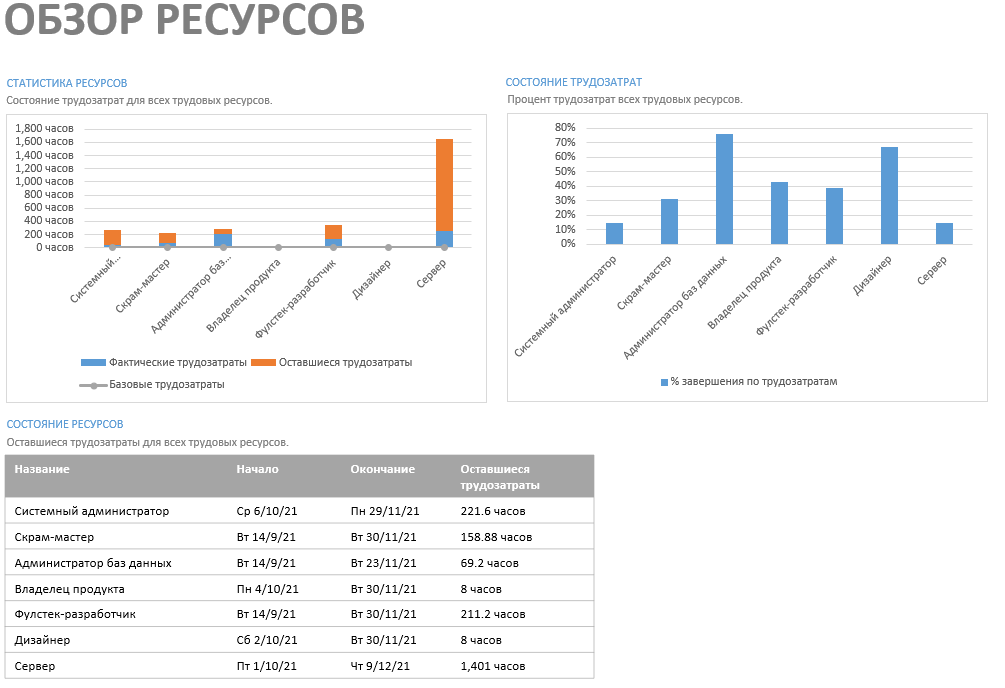 ОБЗОР РЕСУРСОВ
СТАТИСТИКА РЕСУРСОВ
Состояние трудозатрат для всех трудовых ресурсов.
1,800 часов
1,600 часов
1,400 часов
1,200 часов
1,000 часов
800 часов
600 часов
400 часов
200 часов
0 часов
Системный...
Скрам-мастер
Администратор баз...
Владелец продукта
Фулстек-разработчик
Дизайнер
Сервер
Фактические трудозатраты Оставшиеся трудозатраты
Базовые трудозатраты
СОСТОЯНИЕ ТРУДОЗАТРАТ
Процент трудозатрат всех трудовых ресурсов.
80%
70%
60%
50%
40%
30%
20%
10%
0%
Системный администратор
Скрам-мастер
Администратор баз данных
Владелец продукта
Фулстек-разработчик
Дизайнер
Сервер
% завершения по трудозатратам
СОСТОЯНИЕ РЕСУРСОВ
Оставшиеся трудозатраты для всех трудовых ресурсов.
Название Начало Окончание Оставшиеся
трудозатраты
Системный администратор Ср 6/10/21 Пн 29/11/21 221.6 часов
Скрам-мастер Вт 14/9/21 Вт 30/11/21 158.88 часов
Администратор баз данных Вт 14/9/21 Вт 23/11/21 69.2 часов
Владелец продукта Пн 4/10/21 Вт 30/11/21 8 часов
Фулстек-разработчик Вт 14/9/21 Вт 30/11/21 211.2 часов
Дизайнер Сб 2/10/21 Вт 30/11/21 8 часов
Сервер Пт 1/10/21 Чт 9/12/21 1,401 часов